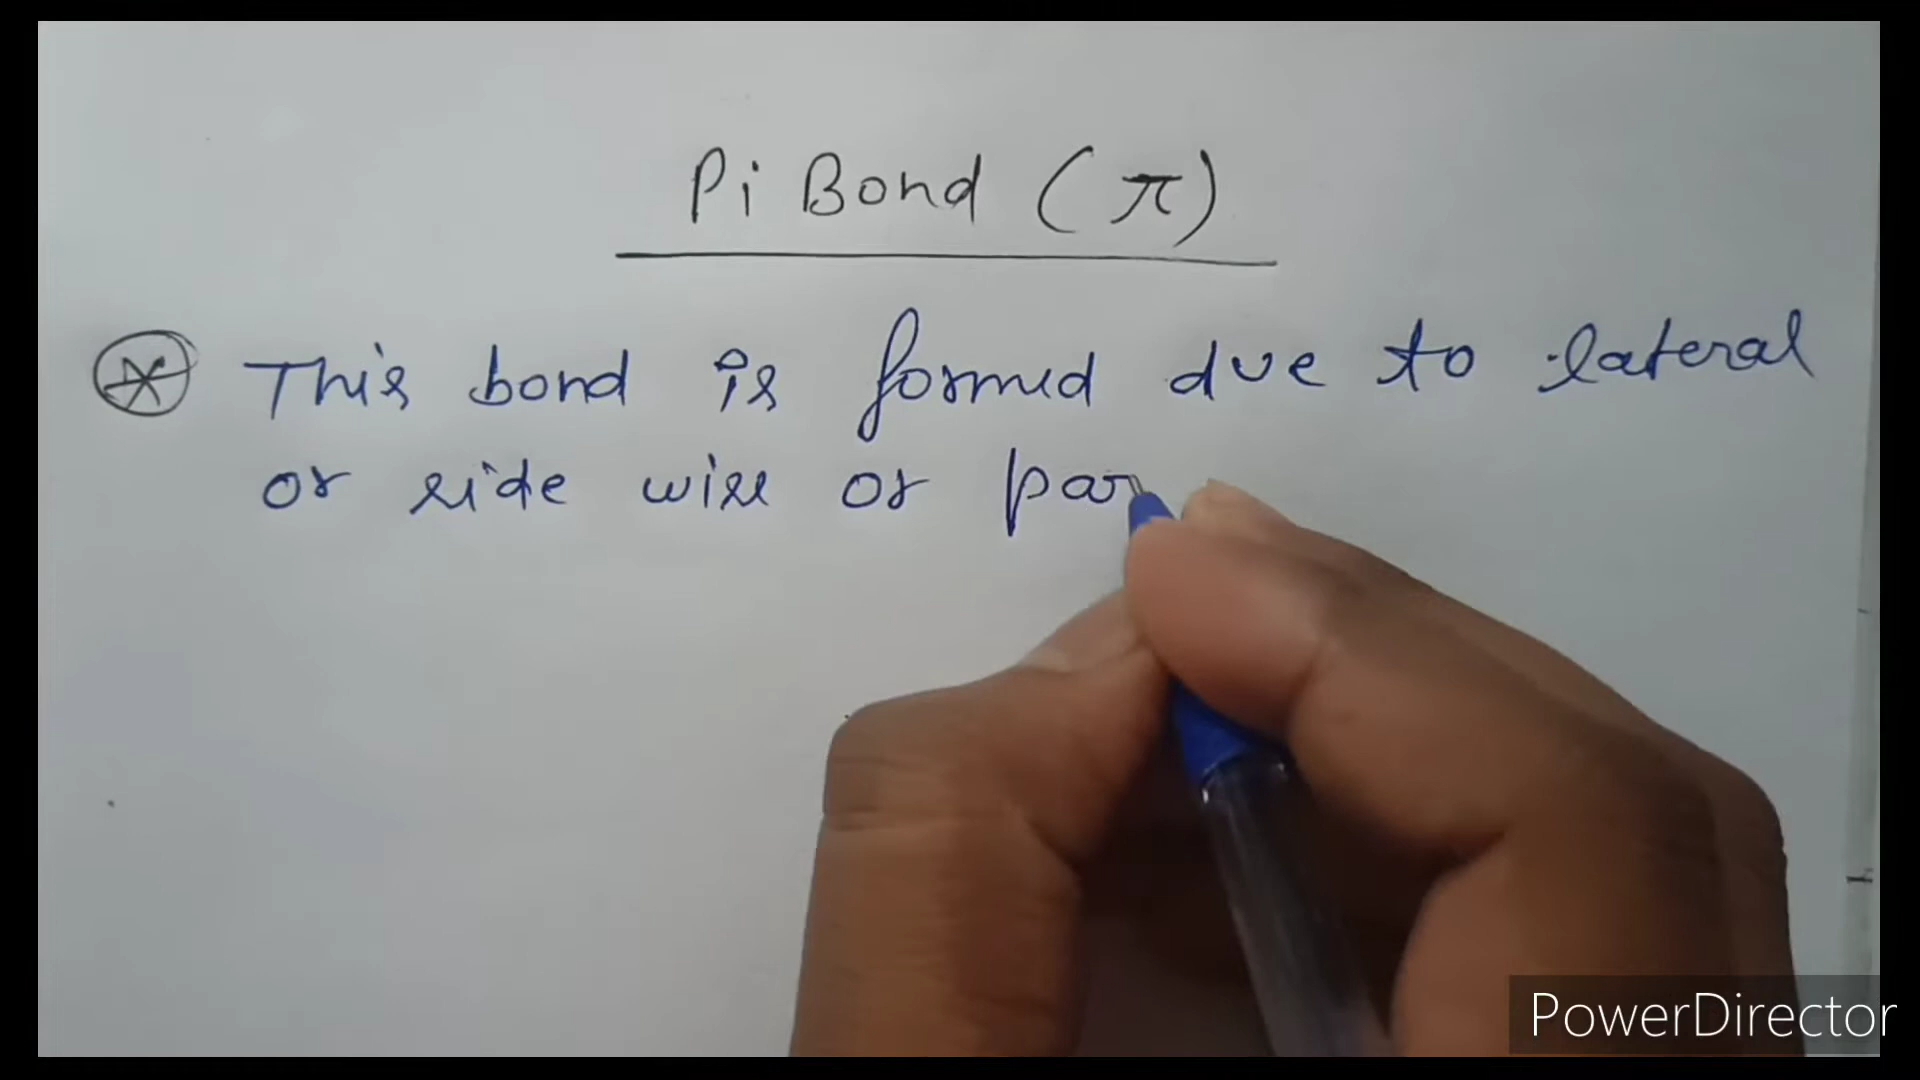 Pi Bond (π)
This bond is formed due to lateral
or side wise or par
PowerDirector